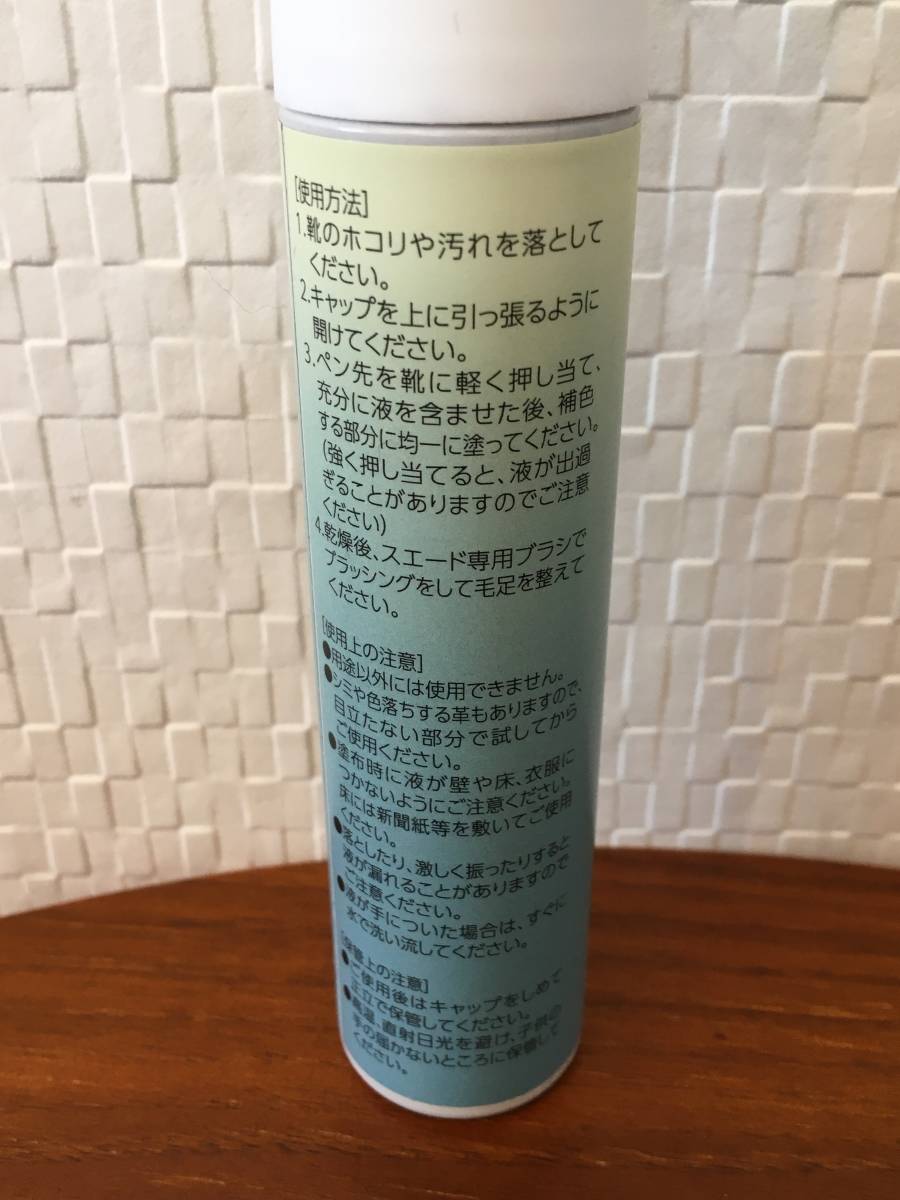 [使用方法]
1.靴のホコリや汚れを落として
ください。
2.キャップを上に引っ張るように
開けてください。
3.ペン先を靴に軽く押し当て、
充分に液を含ませた後、補色
する部分に均一に塗ってください。
(強く押し当てると、液が出過
ぎることがありますのでご注意
ください)
4.乾燥後、スエード専用ブラシで
ブラッシングをして毛足を整えて
ください。
[使用上の注意]
●用途以外には使用できません。
●シミや色落ちする革もありますので、
目立たない部分で試してから
ご使用ください。
●塗布時に液が壁や床、衣服に
つかないようにご注意ください。
床には新聞紙等を敷いてご使用
ください。
●落としたり、激しく振ったりすると
液が漏れることがありますので
ご注意ください。
●液が手についた場合は、すぐに
水で洗い流してください。
[保管上の注意]
●ご使用後はキャップをしめて
正立で保管してください。
●高温、直射日光を避け、子供の
手の届かないところに保管して
ください。